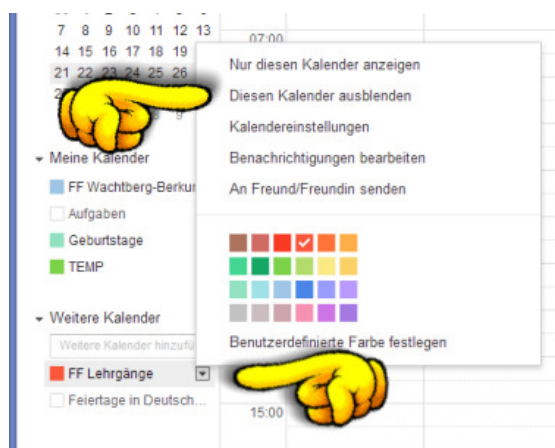 7 8 9 10 11 12 13
14 15 16 17 18 19
21 22 23 24 25 26
07:00
Nur diesen Kalender anzeigen
Diesen Kalender ausblenden
Kalendereinstellungen
Benachrichtigungen bearbeiten
An Freund/Freundin senden
Meine Kalender
FF Wachtberg-Berkum
Aufgaben
Geburtstage
TEMP
Weitere Kalender
Weitere Kalender hinzufü
Benutzerdefinierte Farbe festlegen
FF Lehrgänge
Feiertage in Deutsch...
15:00